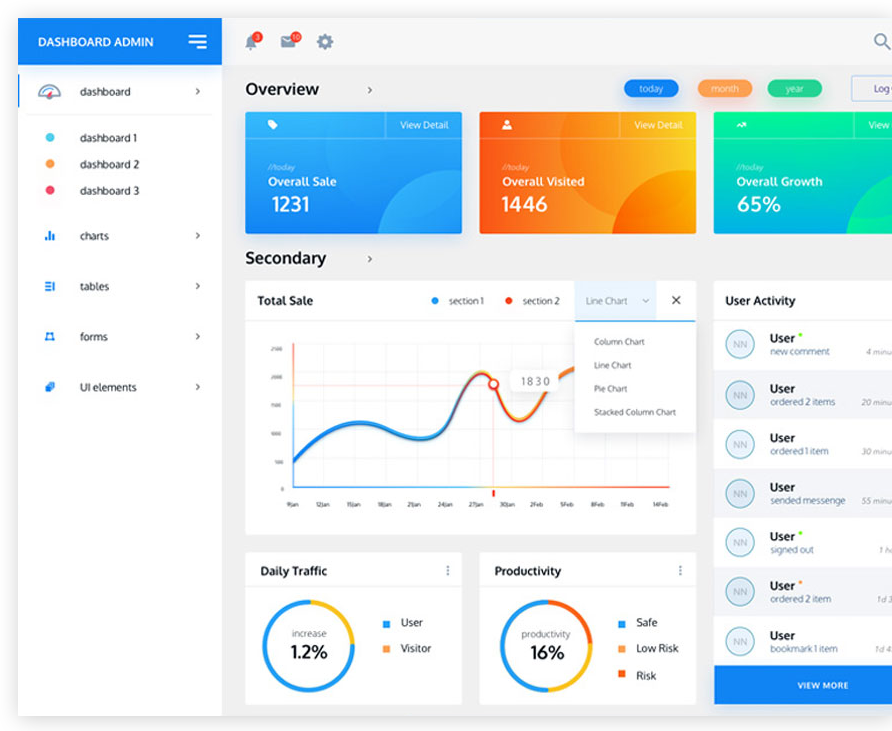 DASHBOARD ADMIN
3
10
dashboard
dashboard 1
dashboard 2
dashboard 3
charts
tables
forms
UI elements
Overview
today
month
year
Log
View Detail
//today
Overall Sale
1231
View Detail
//today
Overall Visited
1446
View
//today
Overall Growth
65%
Secondary
Total Sale
section 1
section 2
Line Chart
Column Chart
Line Chart
Pie Chart
Stacked Column Chart
1830
2500
2000
1500
1000
500
0
9Jan 12Jan 15Jan 18Jan 21Jan 24Jan 27Jan 30Jan 2Feb 5Feb 8Feb 11Feb 14Feb
User Activity
NN
User
new comment
4 minu
NN
User
ordered 2 items
20 minu
NN
User
ordered 1 item
30 minu
NN
User
sended messenge
55 minu
NN
User
signed out
1 h
NN
User
ordered 2 item
1d 3
NN
User
bookmark 1 item
1d 4
VIEW MORE
Daily Traffic
increase
1.2%
User
Visitor
Productivity
productivity
16%
Safe
Low Risk
Risk